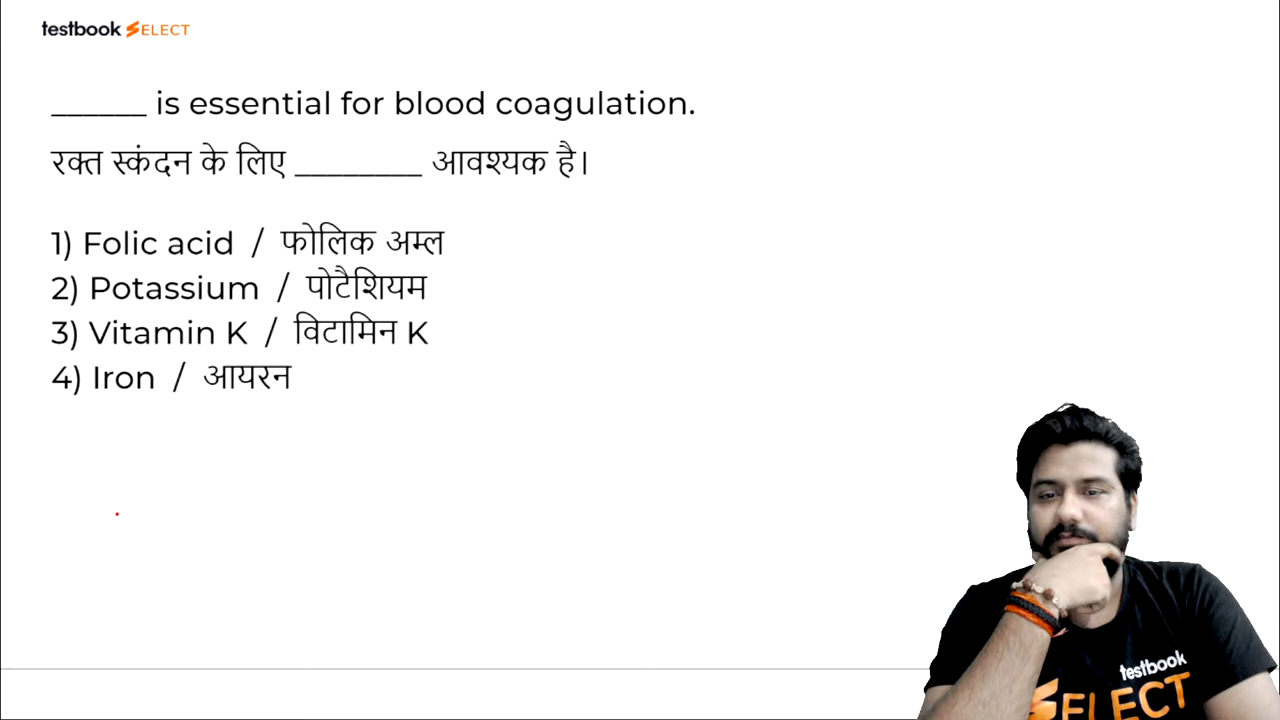 testbook SELECT
______ is essential for blood coagulation.
रक्त स्कंदन के लिए ________ आवश्यक है।
1) Folic acid / फोलिक अम्ल
2) Potassium / पोटैशियम
3) Vitamin K / विटामिन K
4) Iron / आयरन
testbook
SELECT